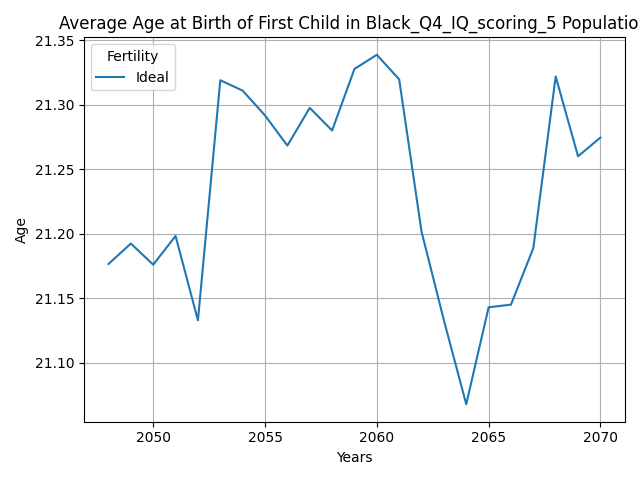 Average Age at Birth of First Child in Black_Q4_IQ_scoring_5 Populatio
21.35
21.30
21.25
21.20
21.15
21.10
Age
Fertility
Ideal
2050 2055 2060 2065 2070
Years